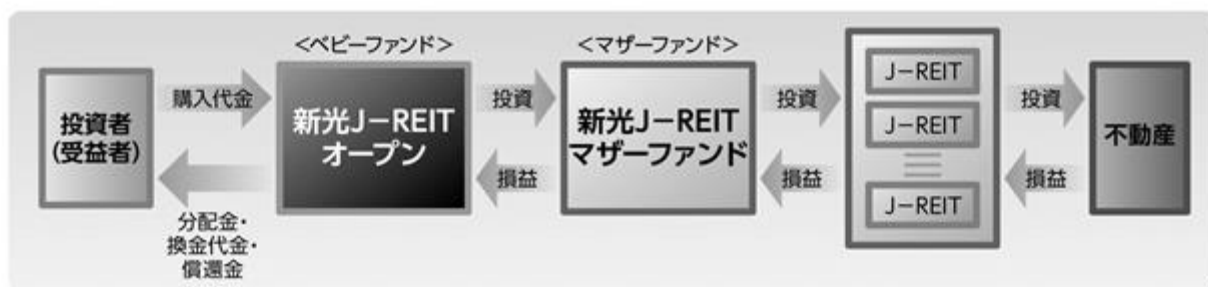 <ベビーファンド>
<マザーファンド>
投資者
(受益者)
購入代金
分配金・
換金代金・
償還金
新光J-REIT
オープン
投資
損益
新光J-REIT
マザーファンド
投資
損益
J-REIT
J-REIT
J-REIT
投資
損益
不動産